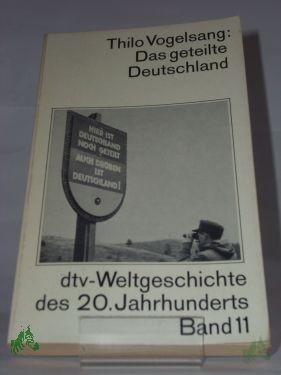 Thilo Vogelsang:
Das geteilte
Deutschland
HIER IST
DEUTSCHLAND
NOCH GETEILT
AUCH DRÜBEN
IST
DEUTSCHLAND!
dtv-Weltgeschichte
des 20. Jahrhunderts
Band 11